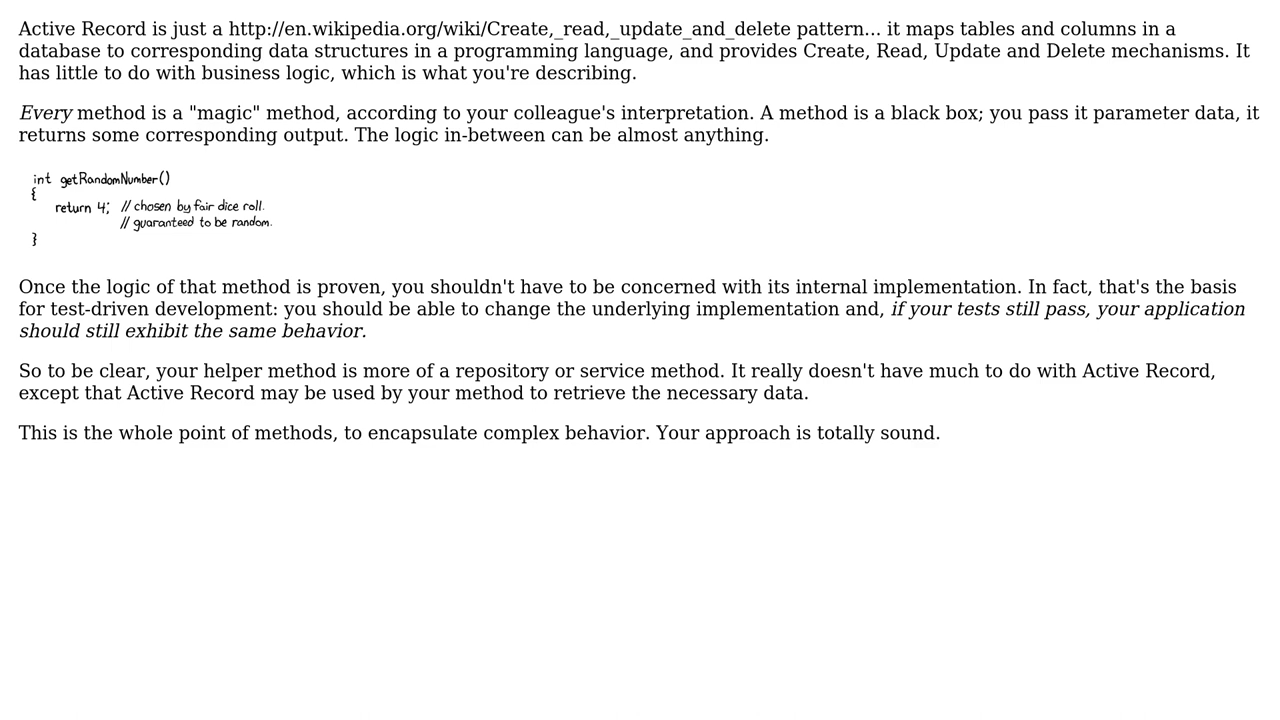 Active Record is just a http://en.wikipedia.org/wiki/Create,_read,_update_and_delete pattern... it maps tables and columns in a
database to corresponding data structures in a programming language, and provides Create, Read, Update and Delete mechanisms. It
has little to do with business logic, which is what you're describing.
Every method is a "magic" method, according to your colleague's interpretation. A method is a black box; you pass it parameter data, it
returns some corresponding output. The logic in-between can be almost anything.
int getRandomNumber()
{
return 4; // chosen by fair dice roll.
// guaranteed to be random.
}
Once the logic of that method is proven, you shouldn't have to be concerned with its internal implementation. In fact, that's the basis
for test-driven development: you should be able to change the underlying implementation and, if your tests still pass, your application
should still exhibit the same behavior.
So to be clear, your helper method is more of a repository or service method. It really doesn't have much to do with Active Record,
except that Active Record may be used by your method to retrieve the necessary data.
This is the whole point of methods, to encapsulate complex behavior. Your approach is totally sound.